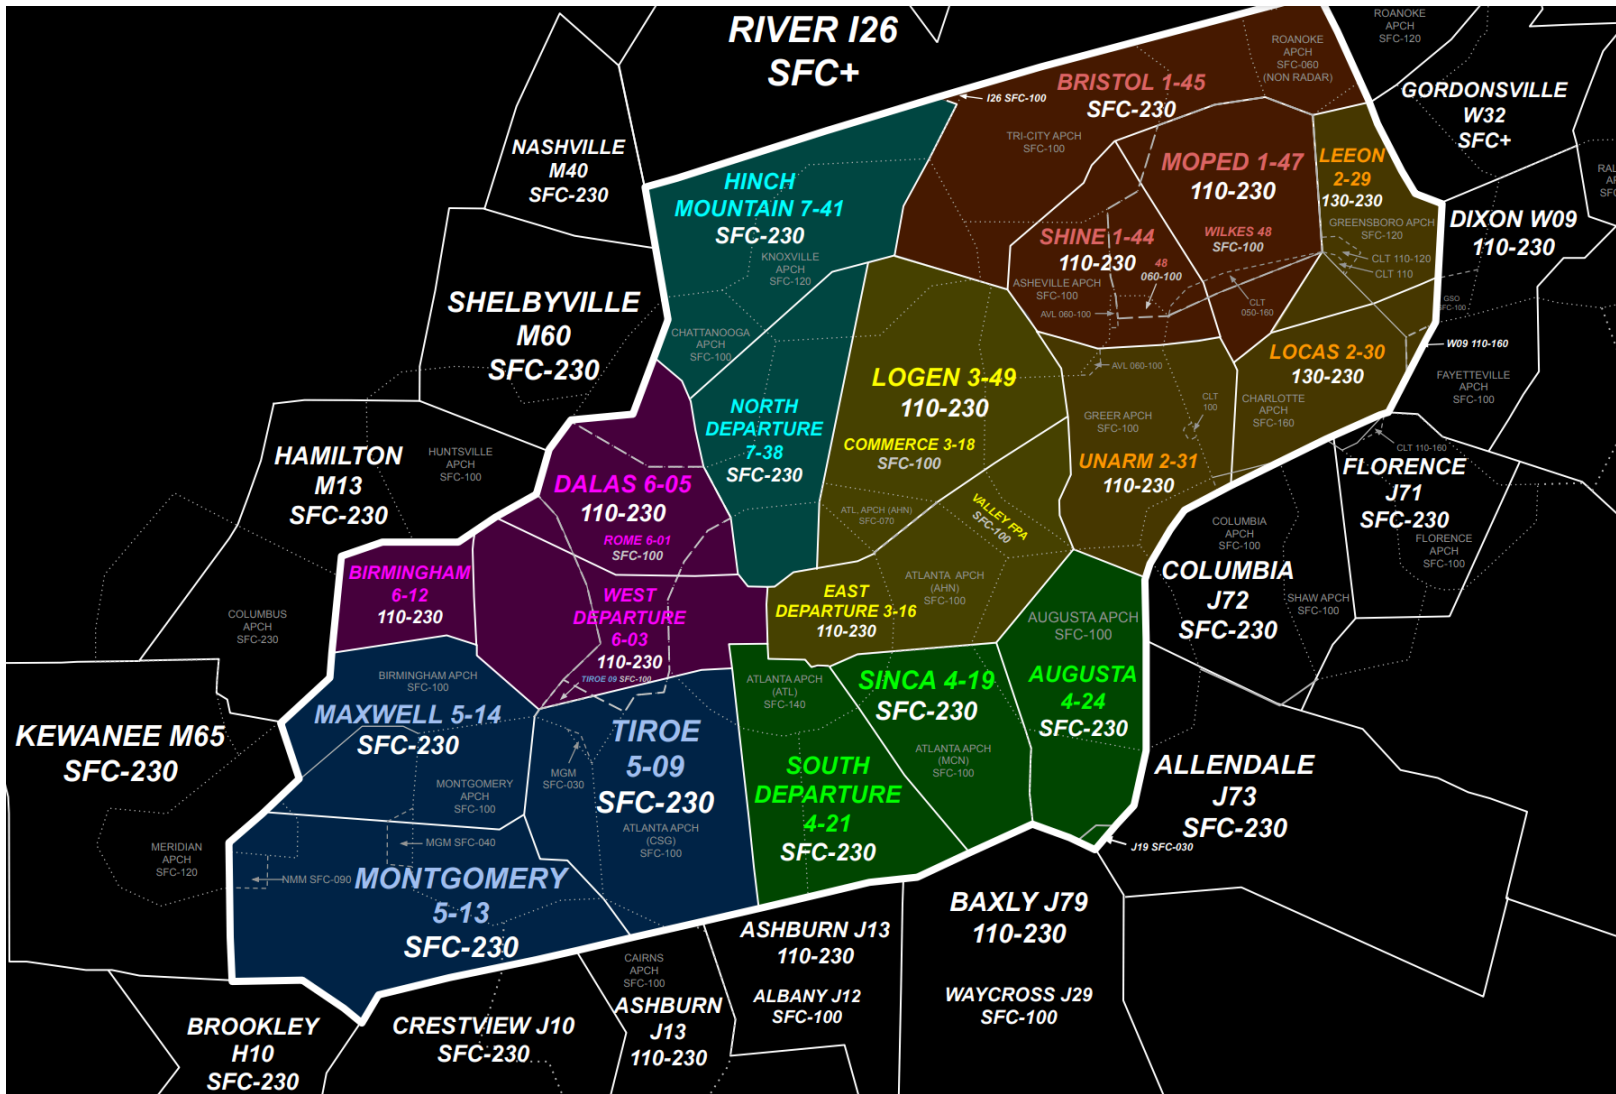 RIVER I26
SFC+
NASHVILLE
M40
SFC-230
SHELBYVILLE
M60
SFC-230
HAMILTON
M13
SFC-230
HUNTSVILLE
APCH
SFC-100
COLUMBUS
APCH
SFC-230
KEWANEE M65
SFC-230
MERIDIAN
APCH
SFC-120
BROOKLEY
H10
SFC-230
CRESTVIEW J10
SFC-230
CAIRNS
APCH
SFC-100
ASHBURN
J13
110-230
ASHBURN J13
110-230
ALBANY J12
SFC-100
BAXLY J79
110-230
WAYCROSS J29
SFC-100
ALLENDALE
J73
SFC-230
J19 SFC-030
COLUMBIA
APCH
SFC-100
COLUMBIA
J72
SFC-230
SHAW APCH
SFC-100
FLORENCE
J71
SFC-230
FLORENCE
APCH
SFC-100
CLT 110-160
FAYETTEVILLE
APCH
SFC-100
W09 110-160
DIXON W09
110-230
GORDONSVILLE
W32
SFC+
ROANOKE
APCH
SFC-120
ROANOKE
APCH
SFC-060
(NON RADAR)
RAL
AP
SFC
BRISTOL 1-45
SFC-230
I26 SFC-100
TRI-CITY APCH
SFC-100
MOPED 1-47
110-230
WILKES 48
SFC-100
SHINE 1-44
110-230
48
060-100
ASHEVILLE APCH
SFC-100
AVL 060-100
CLT
050-160
LEEON
2-29
130-230
GREENSBORO APCH
SFC-120
CLT 110-120
CLT 110
GSO
SFC-100
LOCAS 2-30
130-230
CHARLOTTE
APCH
SFC-160
AVL 060-100
GREER APCH
SFC-100
CLT
100
UNARM 2-31
110-230
HINCH
MOUNTAIN 7-41
SFC-230
KNOXVILLE
APCH
SFC-120
CHATTANOOGA
APCH
SFC-100
NORTH
DEPARTURE
7-38
SFC-230
LOGEN 3-49
110-230
COMMERCE 3-18
SFC-100
ATL. APCH (AHN)
SFC-070
VALLEY FPA
SFC-100
ATLANTA APCH
(AHN)
SFC-100
EAST
DEPARTURE 3-16
110-230
DALAS 6-05
110-230
ROME 6-01
SFC-100
BIRMINGHAM
6-12
110-230
WEST
DEPARTURE
6-03
110-230
TIROE 09 SFC-100
BIRMINGHAM APCH
SFC-100
MAXWELL 5-14
SFC-230
MONTGOMERY
APCH
SFC-100
MGM
SFC-030
MGM SFC-040
NMM SFC-090
MONTGOMERY
5-13
SFC-230
TIROE
5-09
SFC-230
ATLANTA APCH
(CSG)
SFC-100
ATLANTA APCH
(ATL)
SFC-140
SOUTH
DEPARTURE
4-21
SFC-230
SINCA 4-19
SFC-230
ATLANTA APCH
(MCN)
SFC-100
AUGUSTA APCH
SFC-100
AUGUSTA
4-24
SFC-230